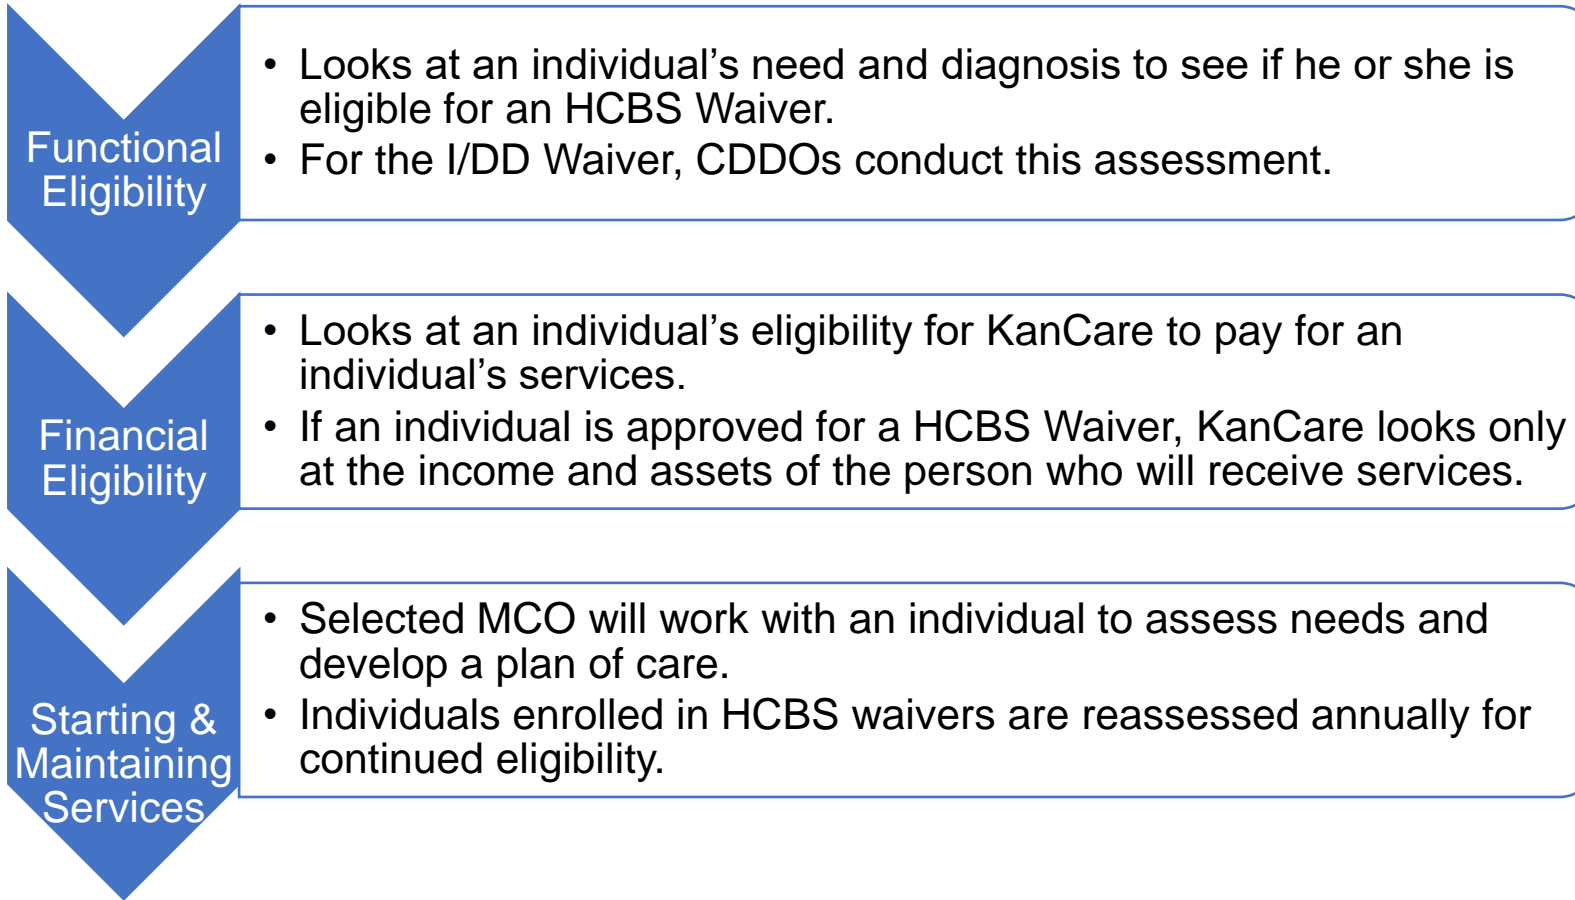 Functional
Eligibility
• Looks at an individual’s need and diagnosis to see if he or she is
eligible for an HCBS Waiver.
• For the I/DD Waiver, CDDOs conduct this assessment.
Financial
Eligibility
• Looks at an individual’s eligibility for KanCare to pay for an
individual’s services.
• If an individual is approved for a HCBS Waiver, KanCare looks only
at the income and assets of the person who will receive services.
Starting &
Maintaining
Services
• Selected MCO will work with an individual to assess needs and
develop a plan of care.
• Individuals enrolled in HCBS waivers are reassessed annually for
continued eligibility.